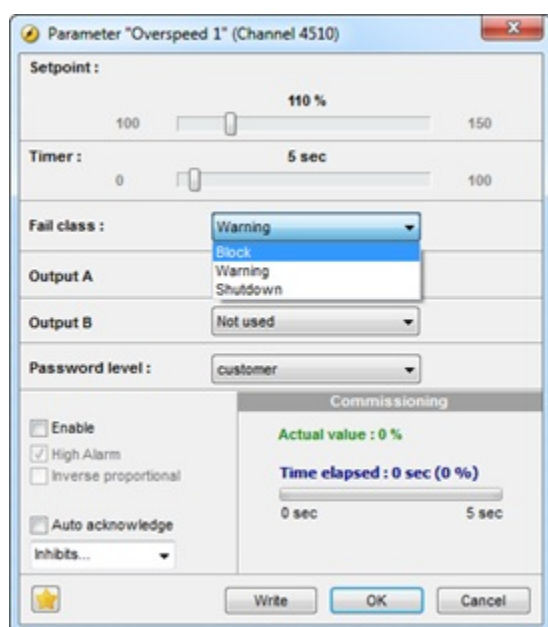 Parameter "Overspeed 1" (Channel 4510)
Setpoint :
110 %
100 150
Timer : 5 sec
0 100
Fail class : Warning
Block
Warning
Output A
Shutdown
Output B Not used
Password level : customer
Commissioning
Enable
Actual value : 0 %
High Alarm
Inverse proportional
Time elapsed : 0 sec (0 %)
0 sec 5 sec
Auto acknowledge
Inhibits...
Write OK Cancel